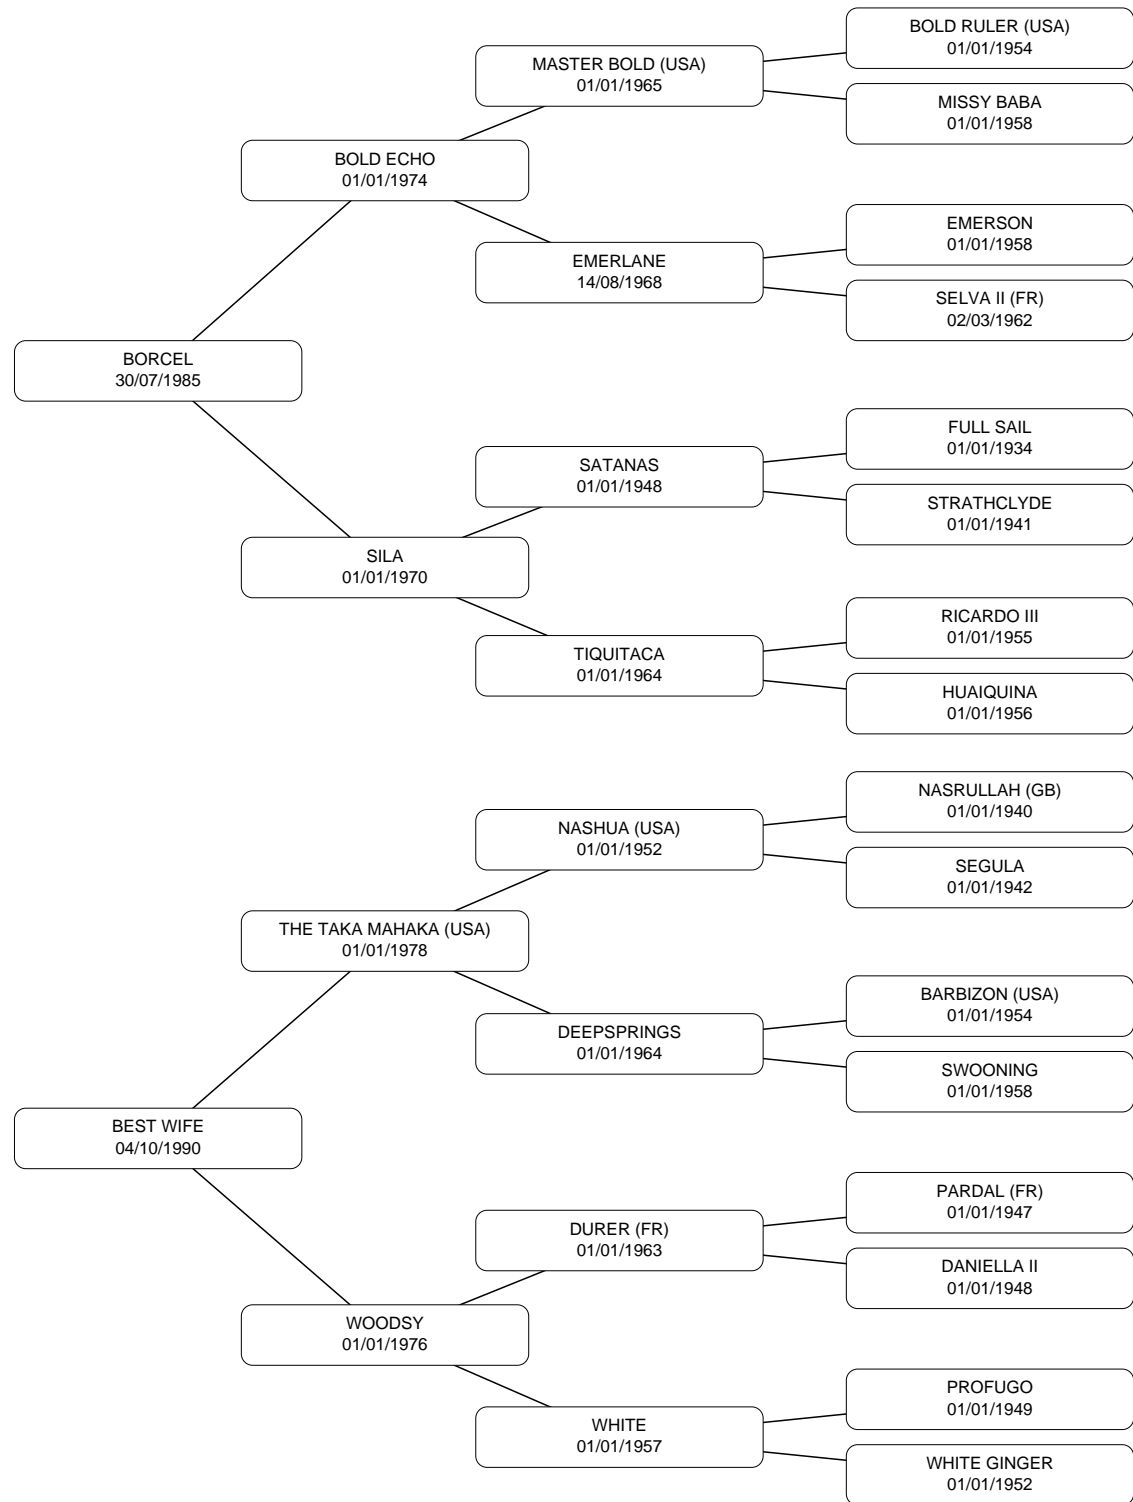 BOLD RULER (USA)
01/01/1954
MASTER BOLD (USA)
01/01/1965
MISSY BABA
01/01/1958
BOLD ECHO
01/01/1974
EMERSON
01/01/1958
EMERLANE
14/08/1968
SELVA II (FR)
02/03/1962
BORCEL
30/07/1985
FULL SAIL
01/01/1934
SATANAS
01/01/1948
STRATHCLYDE
01/01/1941
SILA
01/01/1970
RICARDO III
01/01/1955
TIQUITACA
01/01/1964
HUAIQUINA
01/01/1956
NASRULLAH (GB)
01/01/1940
NASHUA (USA)
01/01/1952
SEGULA
01/01/1942
THE TAKA MAHAKA (USA)
01/01/1978
BARBIZON (USA)
01/01/1954
DEEPSPRINGS
01/01/1964
SWOONING
01/01/1958
BEST WIFE
04/10/1990
PARDAL (FR)
01/01/1947
DURER (FR)
01/01/1963
DANIELLA II
01/01/1948
WOODSY
01/01/1976
PROFUGO
01/01/1949
WHITE
01/01/1957
WHITE GINGER
01/01/1952